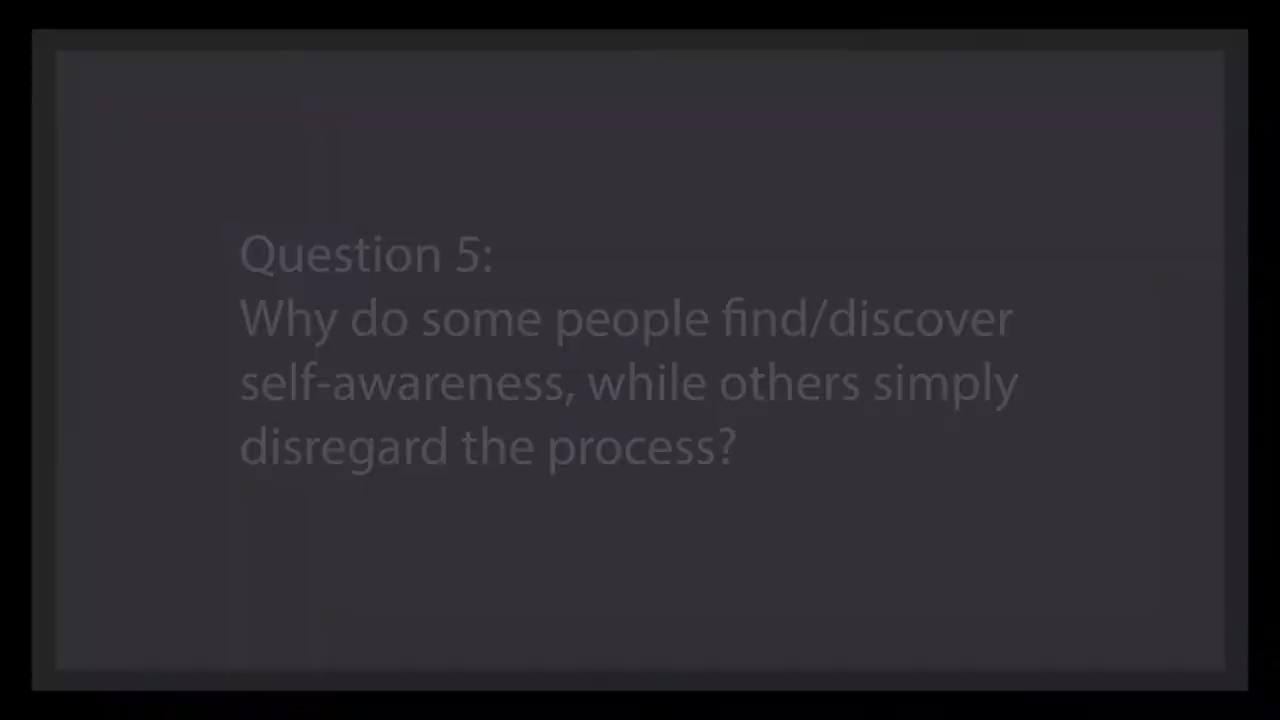 Question 5:
Why do some people find/discover
self-awareness, while others simply
disregard the process?